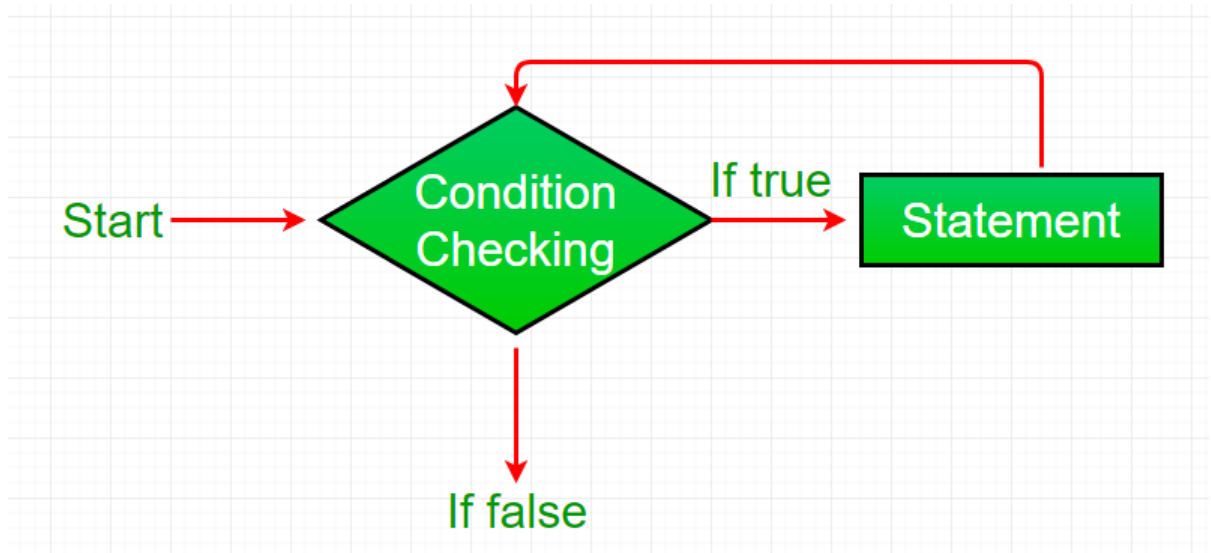 Start
Condition
Checking
If true
Statement
If false